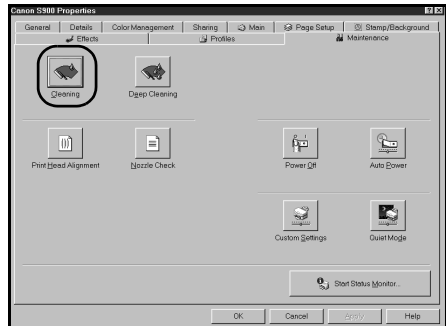 Canon S900 Properties
General Details Color Management Sharing Main Page Setup Stamp/Background
Effects Profiles Maintenance
Cleaning Deep Cleaning
Print Head Alignment Nozzle Check Power Off Auto Power
Custom Settings Quiet Mode
Start Status Monitor...
OK Cancel Apply Help